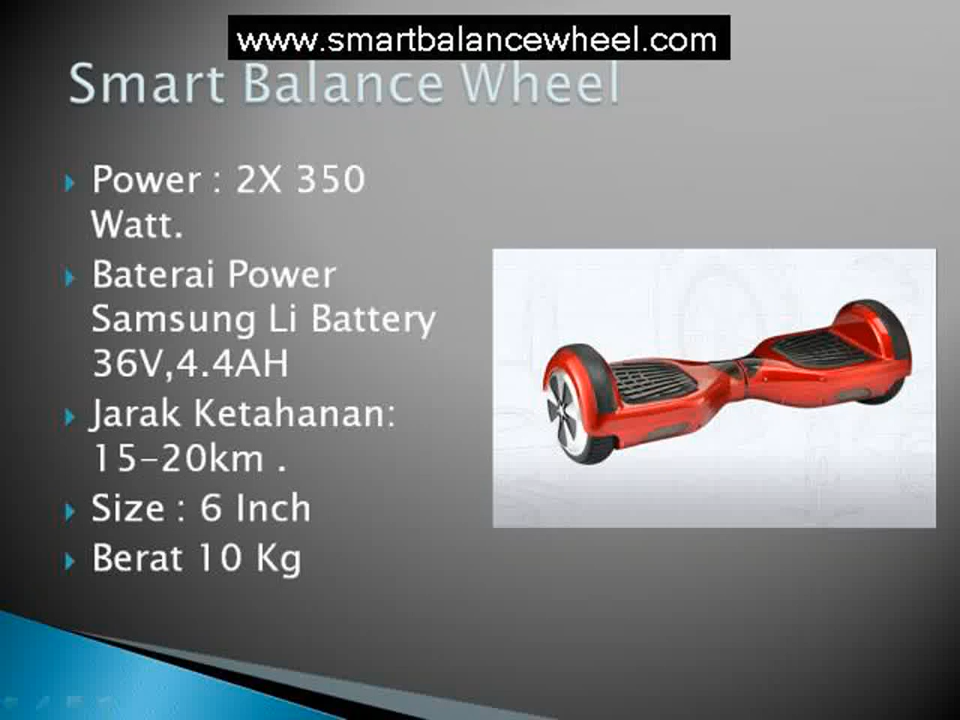 www.smartbalancewheel.com
Smart Balance Wheel
Power : 2X 350
Watt.
Baterai Power
Samsung Li Battery
36V,4.4AH
Jarak Ketahanan:
15-20km .
Size : 6 Inch
Berat 10 Kg